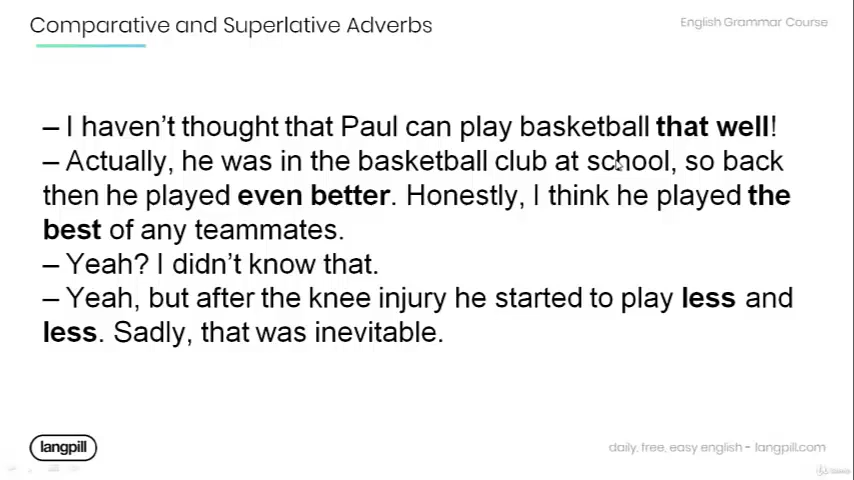 Comparative and Superlative Adverbs
English Grammar Course
– I haven't thought that Paul can play basketball that well!
– Actually, he was in the basketball club at school, so back
then he played even better. Honestly, I think he played the
best of any teammates.
– Yeah? I didn't know that.
– Yeah, but after the knee injury he started to play less and
less. Sadly, that was inevitable.
langpill
daily, free, easy english - langpill.com